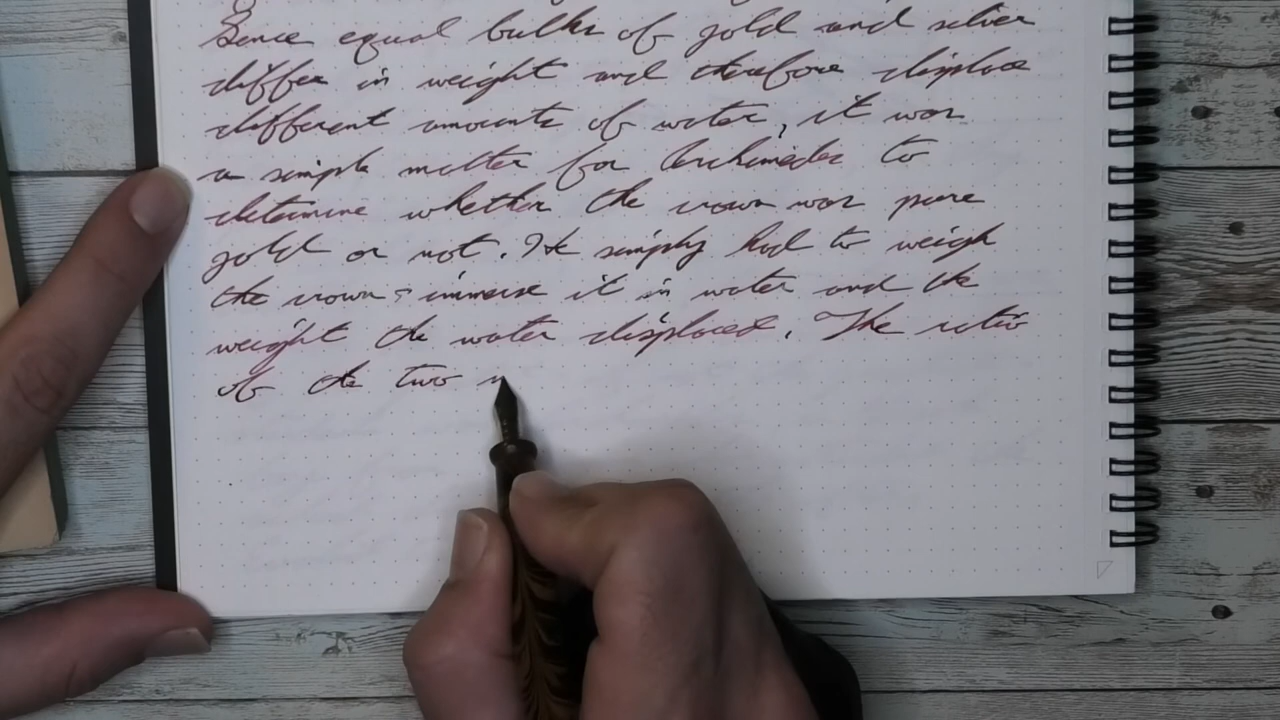 Since equal bulks of gold and silver
differ in weight and therefore displace
different amounts of water, it was
a simple matter for Archimedes to
determine whether the crown was pure
gold or not. He simply had to weigh
the crown, immerse it in water and the
weight the water displaced. The ratio
of the two